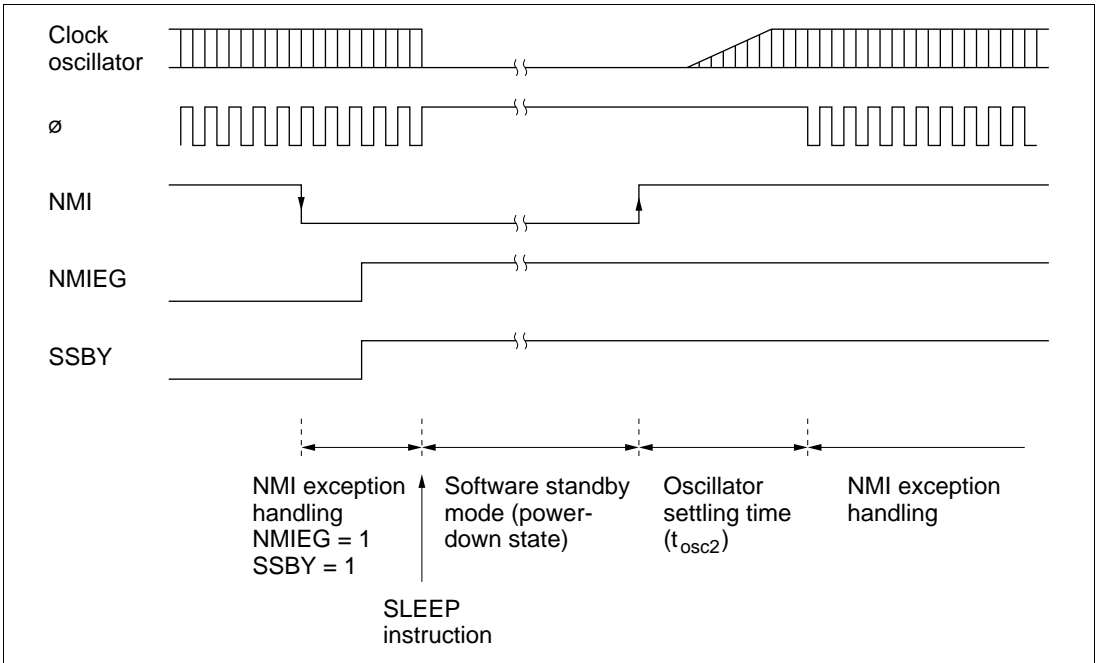 Clock
oscillator
ø
NMI
NMIEG
SSBY
NMI exception
handling
NMIEG = 1
SSBY = 1
Software standby
mode (power-
down state)
Oscillator
settling time
(tosc2)
NMI exception
handling
SLEEP
instruction